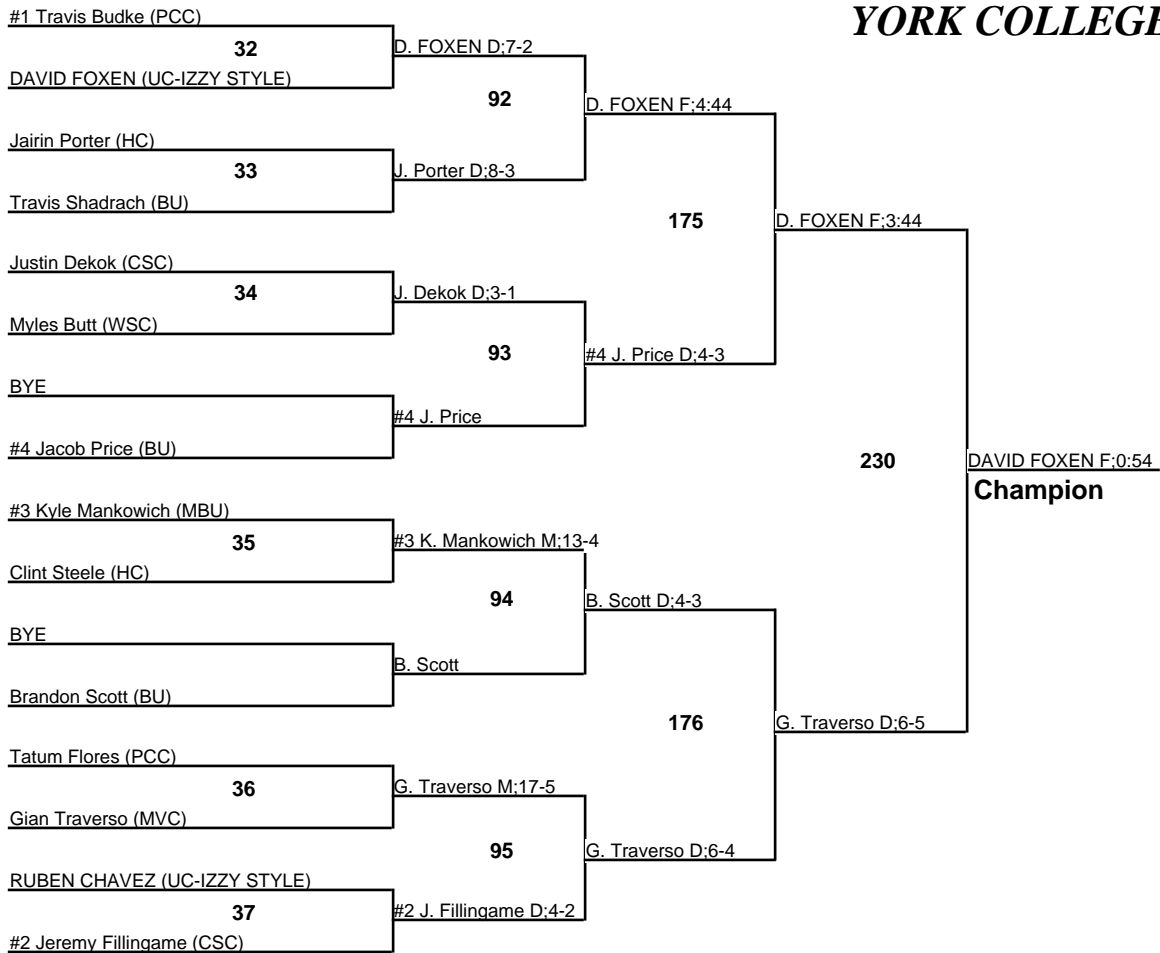 #1 Travis Budke (PCC)
YORK COLLEGE
32
D. FOXEN D;7-2
DAVID FOXEN (UC-IZZY STYLE)
92
D. FOXEN F;4:44
Jairin Porter (HC)
33
J. Porter D;8-3
Travis Shadrach (BU)
175
D. FOXEN F;3:44
Justin Dekok (CSC)
34
J. Dekok D;3-1
Myles Butt (WSC)
93
#4 J. Price D;4-3
BYE
#4 J. Price
#4 Jacob Price (BU)
230
DAVID FOXEN F;0:54
Champion
#3 Kyle Mankowich (MBU)
35
#3 K. Mankowich M;13-4
Clint Steele (HC)
94
B. Scott D;4-3
BYE
B. Scott
Brandon Scott (BU)
176
G. Traverso D;6-5
Tatum Flores (PCC)
36
G. Traverso M;17-5
Gian Traverso (MVC)
95
G. Traverso D;6-4
RUBEN CHAVEZ (UC-IZZY STYLE)
37
#2 J. Fillingame D;4-2
#2 Jeremy Fillingame (CSC)